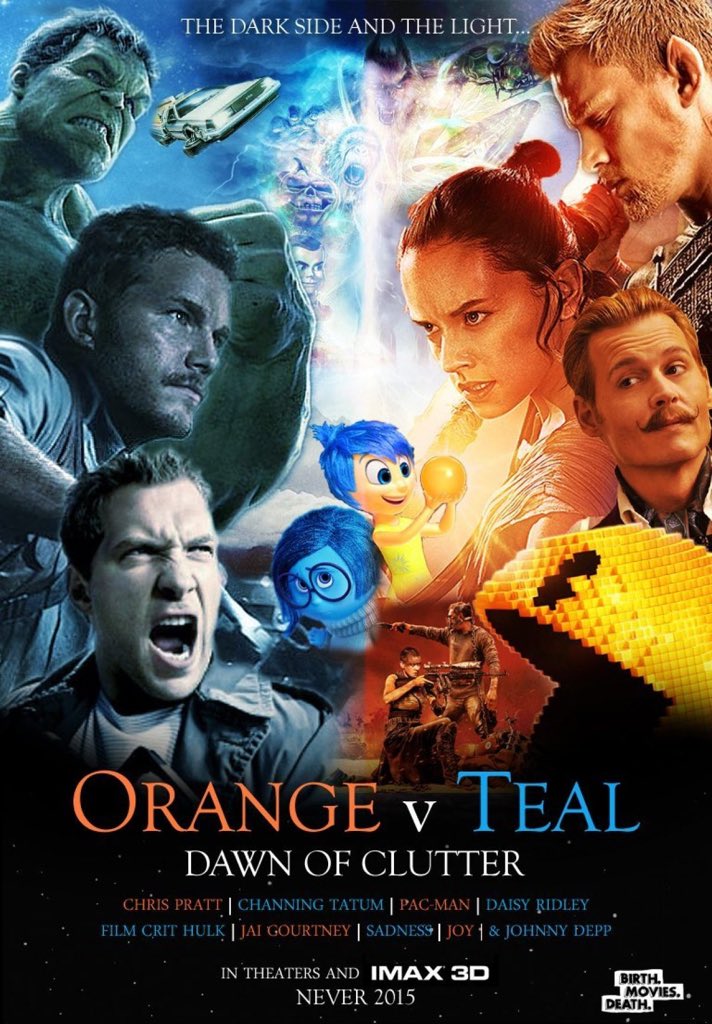 THE DARK SIDE AND THE LIGHT...
ORANGE V TEAL
DAWN OF CLUTTER
CHRIS PRATT | CHANNING TATUM | PAC-MAN | DAISY RIDLEY
FILM CRIT HULK | JAI COURTNEY | SADNESS | JOY | & JOHNNY DEPP
IN THEATERS AND IMAX 3D
NEVER 2015
BIRTH.
MOVIES.
DEATH.